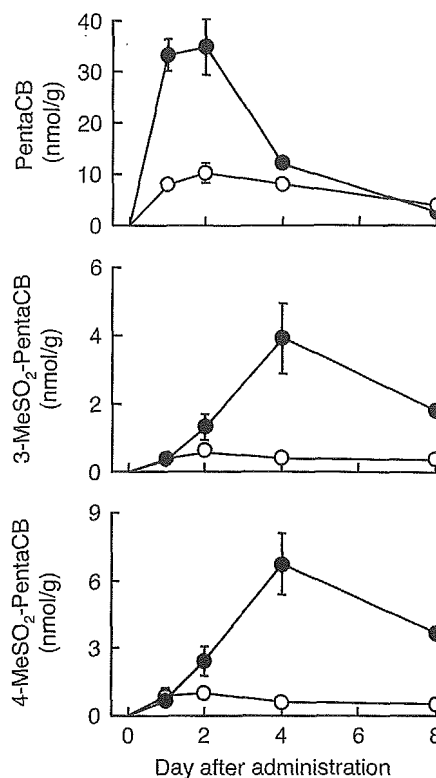 PentaCB
(nmol/g)
40
30
20
10
0
3-MeSO2-PentaCB
(nmol/g)
6
4
2
0
4-MeSO2-PentaCB
(nmol/g)
9
6
3
0
0 2 4 6 8
Day after administration